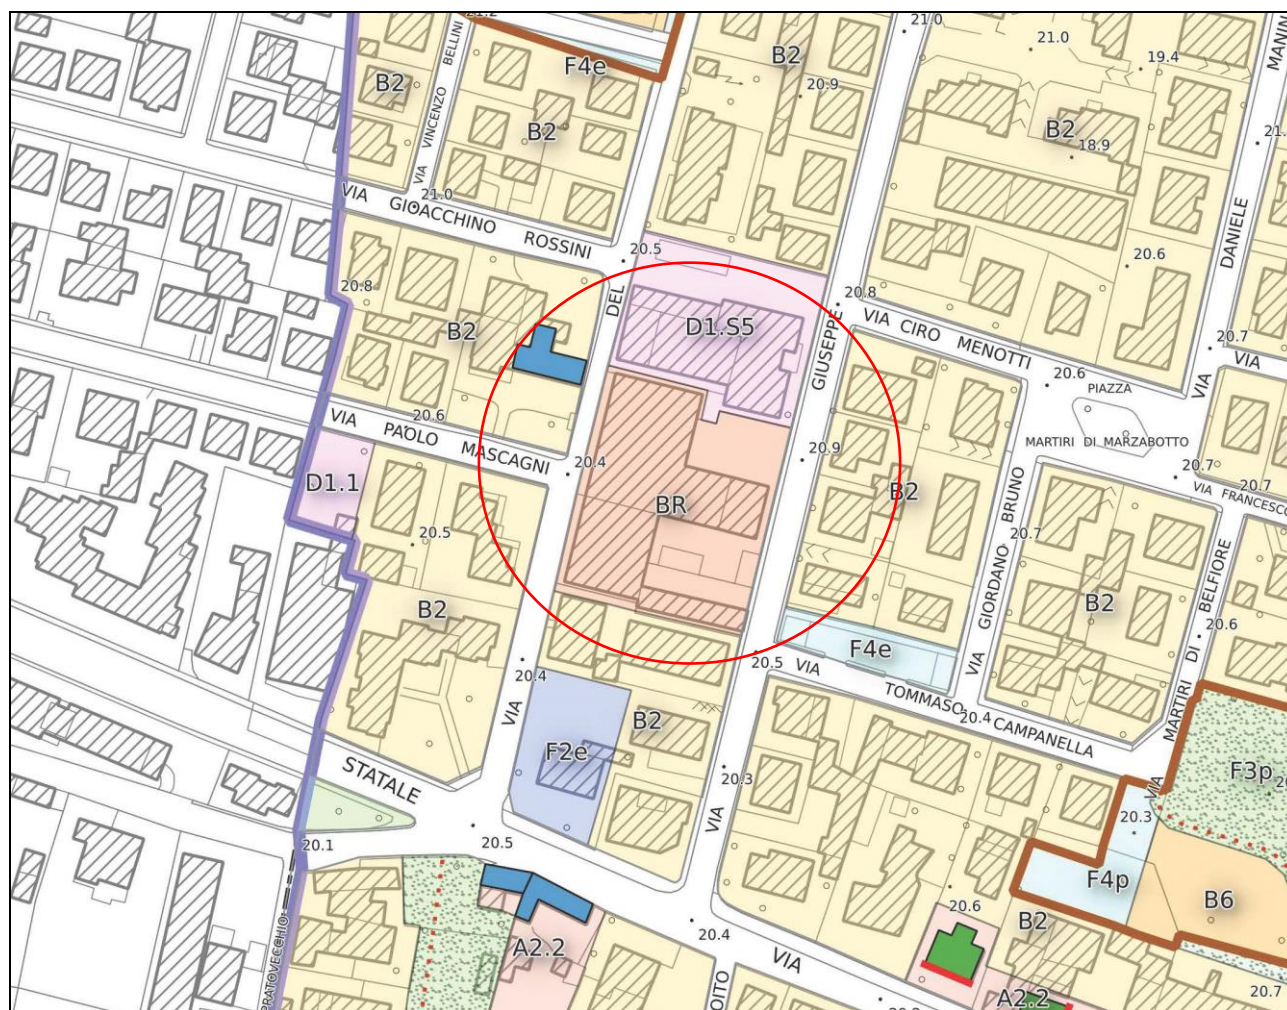 21.2
21.0
21.0
19.4
B2
F4e
B2
20.9
B2
B2
18.9
VIA VINCENZO BELLINI
VIA GIOACCHINO ROSSINI
21.0
20.5
20.8
20.6
DANIELE
MANIN
B2
DEL
D1.S5
GIUSEPPE
20.8
VIA CIRO MENOTTI
20.7
VIA
20.6
PIAZZA
MARTIRI DI MARZABOTTO
VIA
20.6
VIA PAOLO MASCAGNI
20.4
20.9
20.7
20.7
VIA FRANCESCO
D1.1
BR
B2
20.5
20.7
VIA GIORDANO BRUNO
B2
B2
F4e
20.6
VIA MARTIRI DI BELFIORE
20.4
20.5
VIA TOMMASO CAMPANELLA
20.4
VIA
B2
F2e
STATALE
20.3
VIA
F3p
20.3
20.1
20.5
F4p
B6
20.6
B2
20.4
VIA
A2.2
PRATOVECCHIO
A2.2
20.7